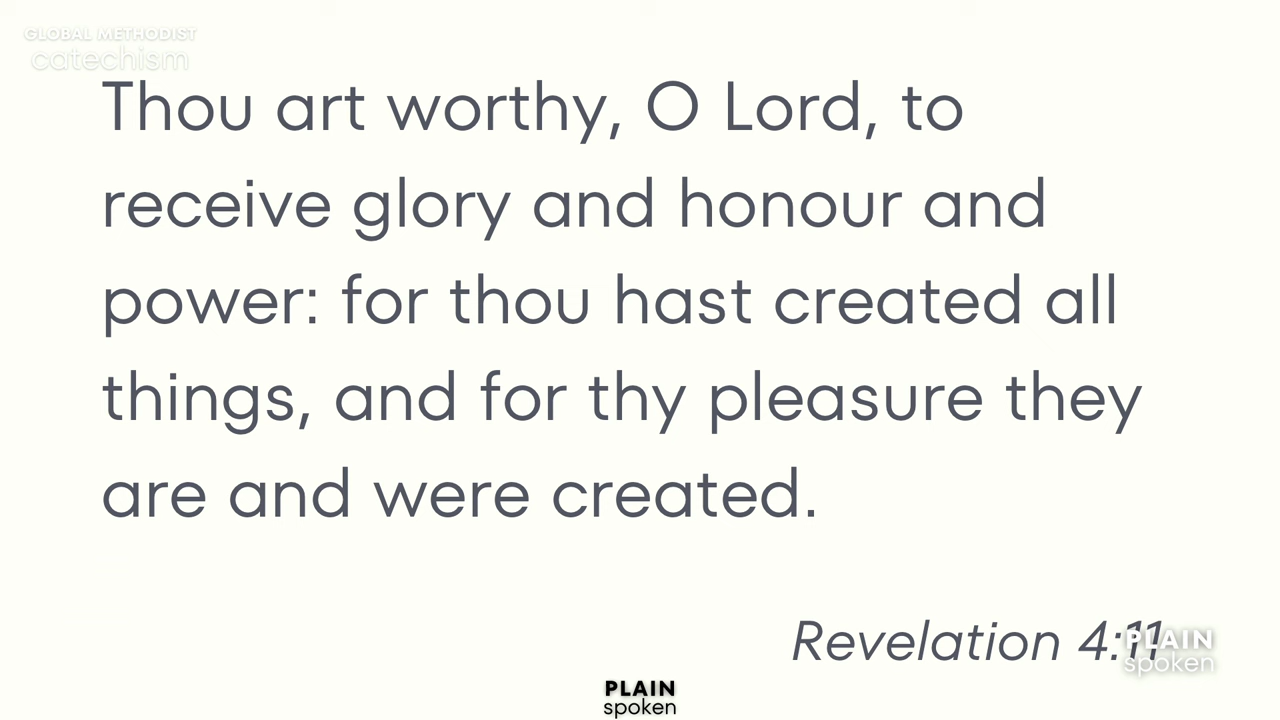 GLOBAL METHODIST
catechism
Thou art worthy, O Lord, to
receive glory and honour and
power: for thou hast created all
things, and for thy pleasure they
are and were created.
Revelation 4:11
PLAIN
spoken
PLAIN
spoken